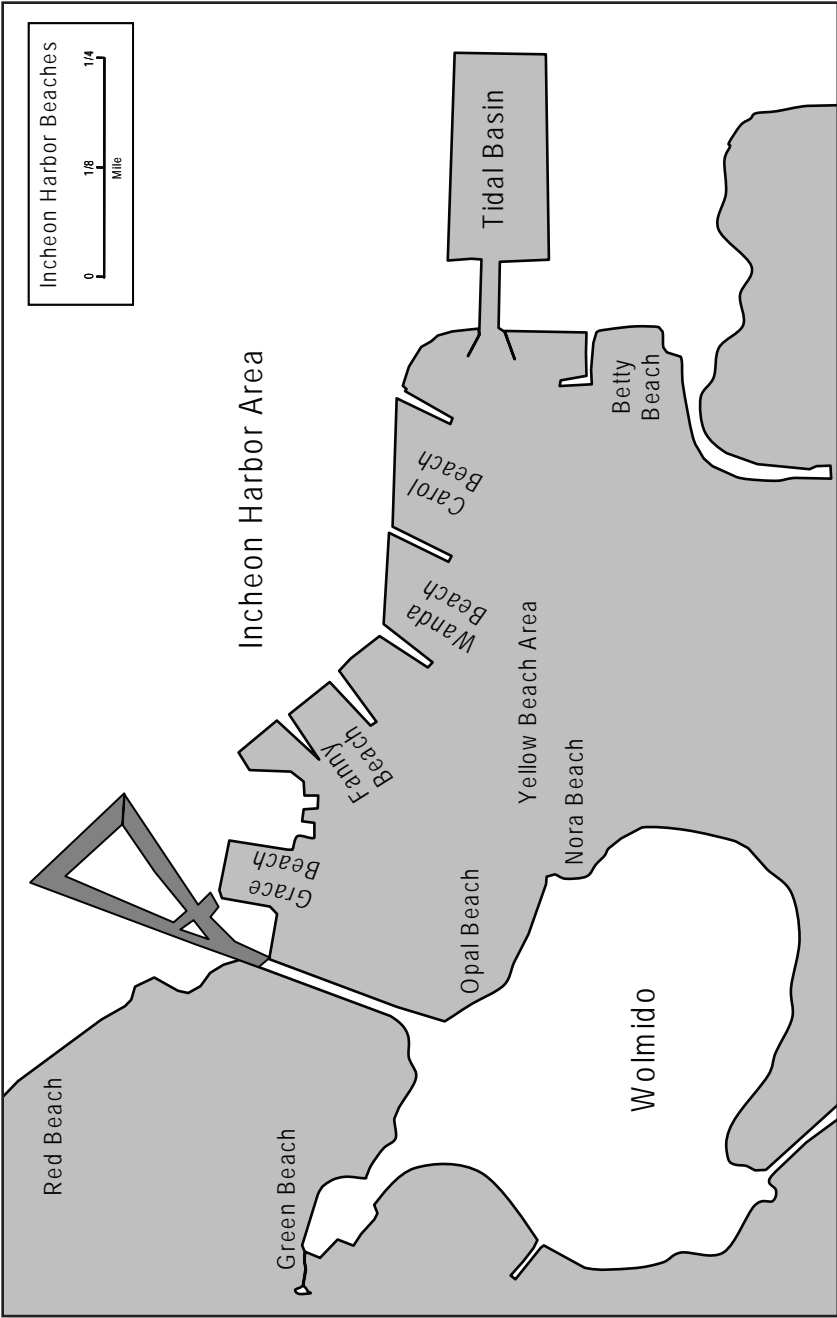 Incheon Harbor Beaches
0 1/8 1/4
Mile
Incheon Harbor Area
Tidal Basin
Red Beach
Green Beach
Grace
Beach
Fanny
Beach
Wanda
Beach
Carol
Beach
Betty
Beach
Yellow Beach Area
Opal Beach
Nora Beach
Wolmido